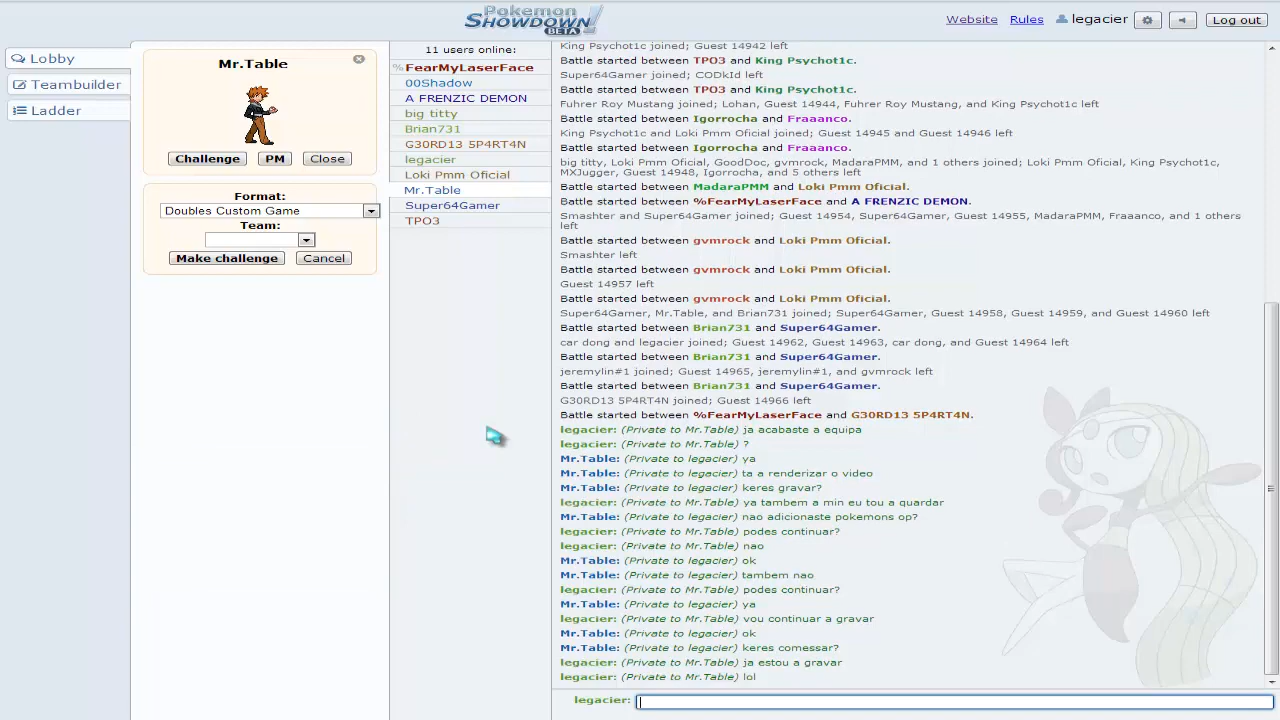 Pokemon
SHOWDOWN!
BETA
Website Rules legacier Log out
Lobby
Teambuilder
Ladder
Mr.Table
Challenge PM Close
Format:
Doubles Custom Game
Team:
Make challenge Cancel
11 users online:
%FearMyLaserFace
00Shadow
A FRENZIC DEMON
big titty
Brian731
G30RD13 5P4RT4N
legacier
Loki Pmm Oficial
Mr.Table
Super64Gamer
TPO3
King Psychot1c joined; Guest 14942 left
Battle started between TPO3 and King Psychot1c.
Super64Gamer joined; CODkId left
Battle started between TPO3 and King Psychot1c.
Fuhrer Roy Mustang joined; Lohan, Guest 14944, Fuhrer Roy Mustang, and King Psychot1c left
Battle started between Igorrocha and Fraaanco.
King Psychot1c and Loki Pmm Oficial joined; Guest 14945 and Guest 14946 left
Battle started between Igorrocha and Fraaanco.
big titty, Loki Pmm Oficial, GoodDoc, gvmrock, MadaraPMM, and 1 others joined; Loki Pmm Oficial, King Psychot1c,
MXJugger, Guest 14948, Igorrocha, and 5 others left
Battle started between MadaraPMM and Loki Pmm Oficial.
Battle started between %FearMyLaserFace and A FRENZIC DEMON.
Smashter and Super64Gamer joined; Guest 14954, Super64Gamer, Guest 14955, MadaraPMM, Fraaanco, and 1 others
left
Battle started between gvmrock and Loki Pmm Oficial.
Smashter left
Battle started between gvmrock and Loki Pmm Oficial.
Guest 14957 left
Battle started between gvmrock and Loki Pmm Oficial.
Super64Gamer, Mr.Table, and Brian731 joined; Super64Gamer, Guest 14958, Guest 14959, and Guest 14960 left
Battle started between Brian731 and Super64Gamer.
car dong and legacier joined; Guest 14962, Guest 14963, car dong, and Guest 14964 left
Battle started between Brian731 and Super64Gamer.
jeremylin#1 joined; Guest 14965, jeremylin#1, and gvmrock left
Battle started between Brian731 and Super64Gamer.
G30RD13 5P4RT4N joined; Guest 14966 left
Battle started between %FearMyLaserFace and G30RD13 5P4RT4N.
legacier: (Private to Mr.Table) ja acabaste a equipa
legacier: (Private to Mr.Table) ?
Mr.Table: (Private to legacier) ya
Mr.Table: (Private to legacier) ta a renderizar o video
Mr.Table: (Private to legacier) keres gravar?
legacier: (Private to Mr.Table) ya tambem a min eu tou a quardar
Mr.Table: (Private to legacier) nao adicionaste pokemons op?
legacier: (Private to Mr.Table) podes continuar?
legacier: (Private to Mr.Table) nao
Mr.Table: (Private to legacier) ok
Mr.Table: (Private to legacier) tambem nao
legacier: (Private to Mr.Table) podes continuar?
Mr.Table: (Private to legacier) ya
legacier: (Private to Mr.Table) vou continuar a gravar
Mr.Table: (Private to legacier) ok
Mr.Table: (Private to legacier) keres comessar?
legacier: (Private to Mr.Table) ja estou a gravar
legacier: (Private to Mr.Table) lol
legacier: